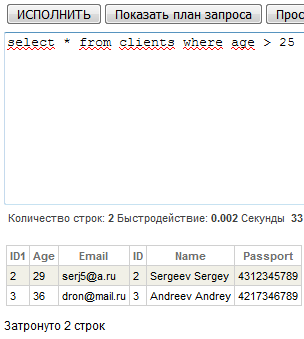 ИСПОЛНИТЬ Показать план запроса Прос
select * from clients where age > 25
Количество строк: 2 Быстродействие: 0.002 Секунды 33
ID1 Age Email ID Name Passport
2 29 serj5@a.ru 2 Sergeev Sergey 4312345789
3 36 dron@mail.ru 3 Andreev Andrey 4217346789
Затронуто 2 строк